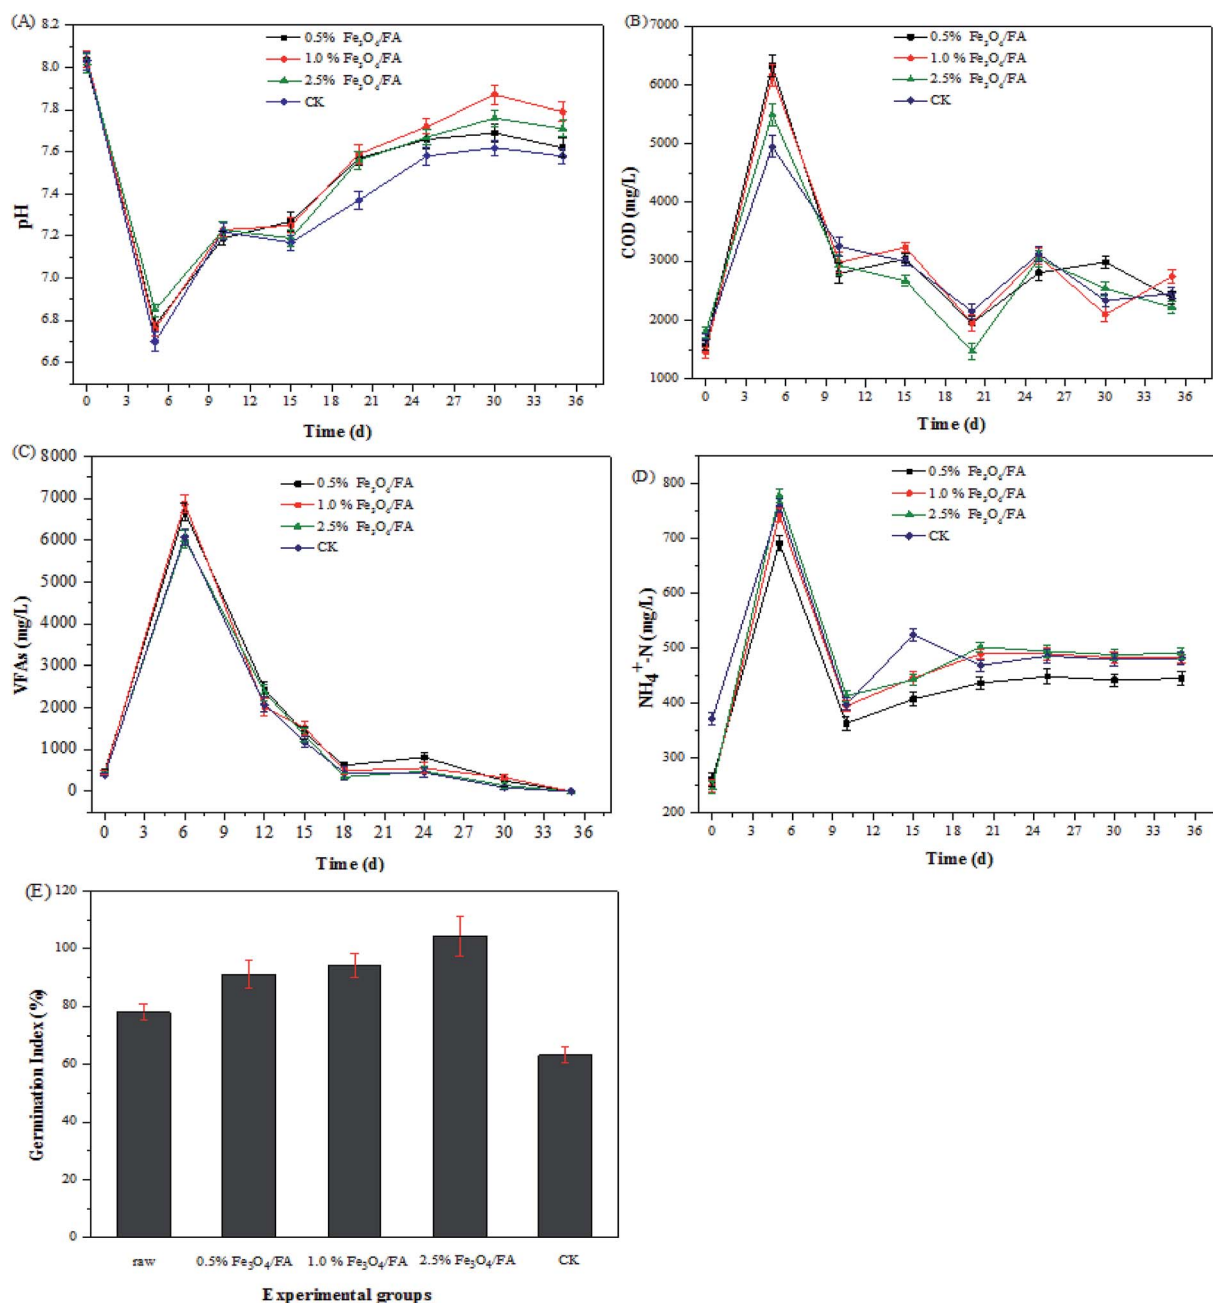 (A)
8.2
8.0
7.8
7.6
7.4
7.2
7.0
6.8
6.6
pH
0.5% Fe₃O₄/FA
1.0 % Fe₃O₄/FA
2.5% Fe₃O₄/FA
CK
0 3 6 9 12 15 18 21 24 27 30 33 36
Time (d)
(B)
7000
6000
5000
4000
3000
2000
1000
COD (mg/L)
0.5% Fe₃O₄/FA
1.0 % Fe₃O₄/FA
2.5% Fe₃O₄/FA
CK
0 3 6 9 12 15 18 21 24 27 30 33 36
Time (d)
(C)
8000
7000
6000
5000
4000
3000
2000
1000
0
VFAs (mg/L)
0.5% Fe₃O₄/FA
1.0 % Fe₃O₄/FA
2.5% Fe₃O₄/FA
CK
0 3 6 9 12 15 18 21 24 27 30 33 36
Time (d)
(D)
800
700
600
500
400
300
200
NH₄⁺-N (mg/L)
0.5% Fe₃O₄/FA
1.0 % Fe₃O₄/FA
2.5% Fe₃O₄/FA
CK
0 3 6 9 12 15 18 21 24 27 30 33 36
Time (d)
(E)
120
100
80
60
40
20
0
Germination Index (%)
raw 0.5% Fe₃O₄/FA 1.0 % Fe₃O₄/FA 2.5% Fe₃O₄/FA CK
Experimental groups